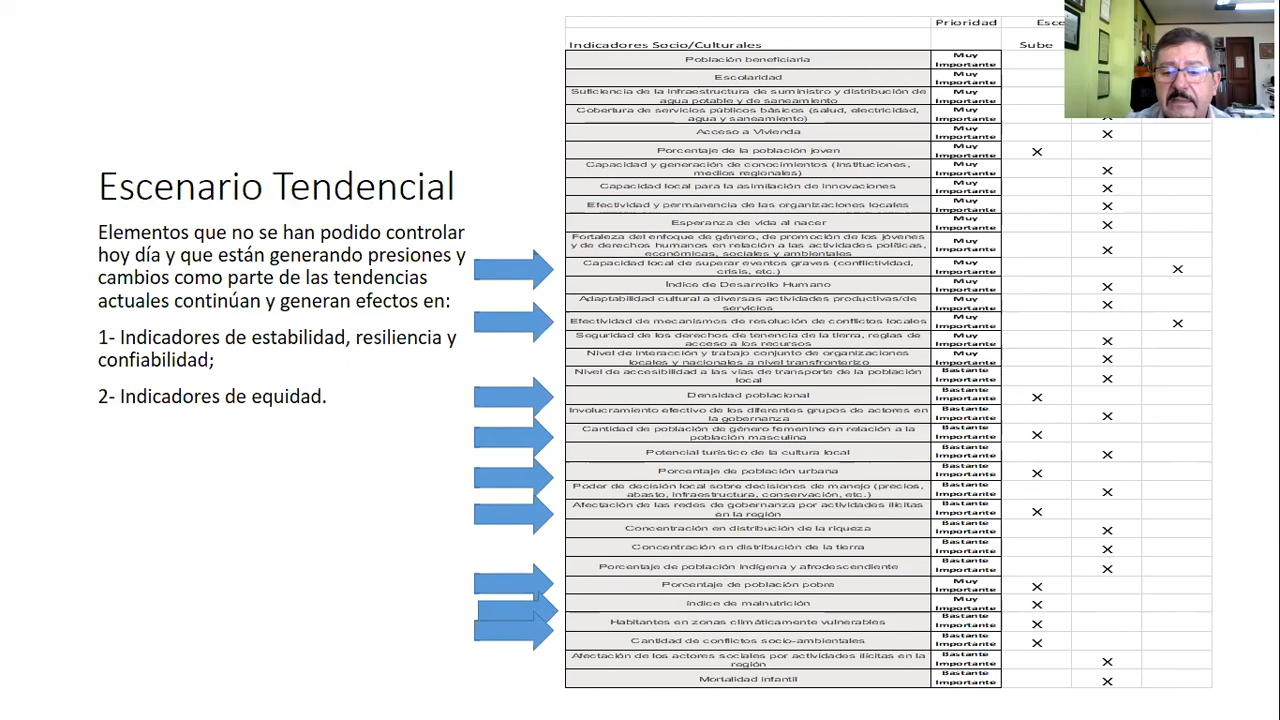 Escenario Tendencial
Elementos que no se han podido controlar
hoy día y que están generando presiones y
cambios como parte de las tendencias
actuales continúan y generan efectos en:
1- Indicadores de estabilidad, resiliencia y
confiabilidad;
2- Indicadores de equidad.
Prioridad Esce
Indicadores Socio/Culturales Sube
Población beneficiaria Muy Importante
Escolaridad Muy Importante
Suficiencia de la infraestructura de suministro y distribución de
agua potable y de saneamiento Muy Importante
Cobertura de servicios públicos básicos (salud, electricidad,
agua y saneamiento) Muy Importante X
Acceso a Vivienda Muy Importante X
Porcentaje de la población joven Muy Importante X
Capacidad y generación de conocimientos (Instituciones,
medios regionales) Muy Importante X
Capacidad local para la asimilación de innovaciones Muy Importante X
Efectividad y permanencia de las organizaciones locales Muy Importante X
Esperanza de vida al nacer Muy Importante X
Fortaleza del enfoque de género, de promoción de los jóvenes
y de derechos humanos en relación a las actividades políticas,
económicas, sociales y ambientales Muy Importante X
Capacidad local de superar eventos graves (conflictividad,
crisis, etc.) Muy Importante X
Índice de Desarrollo Humano Muy Importante X
Adaptabilidad cultural a diversas actividades productivas/de
servicios Muy Importante X
Efectividad de mecanismos de resolución de conflictos locales Muy Importante X
Seguridad de los derechos de tenencia de la tierra, reglas de
acceso a los recursos Muy Importante X
Nivel de interacción y trabajo conjunto de organizaciones
locales y nacionales a nivel transfronterizo Muy Importante X
Nivel de accesibilidad a las vías de transporte de la población
local Bastante Importante X
Densidad poblacional Bastante Importante X
Involucramiento efectivo de los diferentes grupos de actores en
la gobernanza Bastante Importante X
Cantidad de población de género femenino en relación a la
población masculina Bastante Importante X
Potencial turístico de la cultura local Bastante Importante X
Porcentaje de población urbana Bastante Importante X
Poder de decisión local sobre decisiones de manejo (precios,
abasto, infraestructura, conservación, etc.) Bastante Importante X
Afectación de las redes de gobernanza por actividades ilícitas
en la región Bastante Importante X
Concentración en distribución de la riqueza Bastante Importante X
Concentración en distribución de la tierra Bastante Importante X
Porcentaje de población indígena y afrodescendiente Bastante Importante X
Porcentaje de población pobre Muy Importante X
Índice de malnutrición Muy Importante X
Habitantes en zonas climáticamente vulnerables Bastante Importante X
Cantidad de conflictos socio-ambientales Bastante Importante X
Afectación de los actores sociales por actividades ilícitas en la
región Bastante Importante X
Mortalidad infantil Bastante Importante X